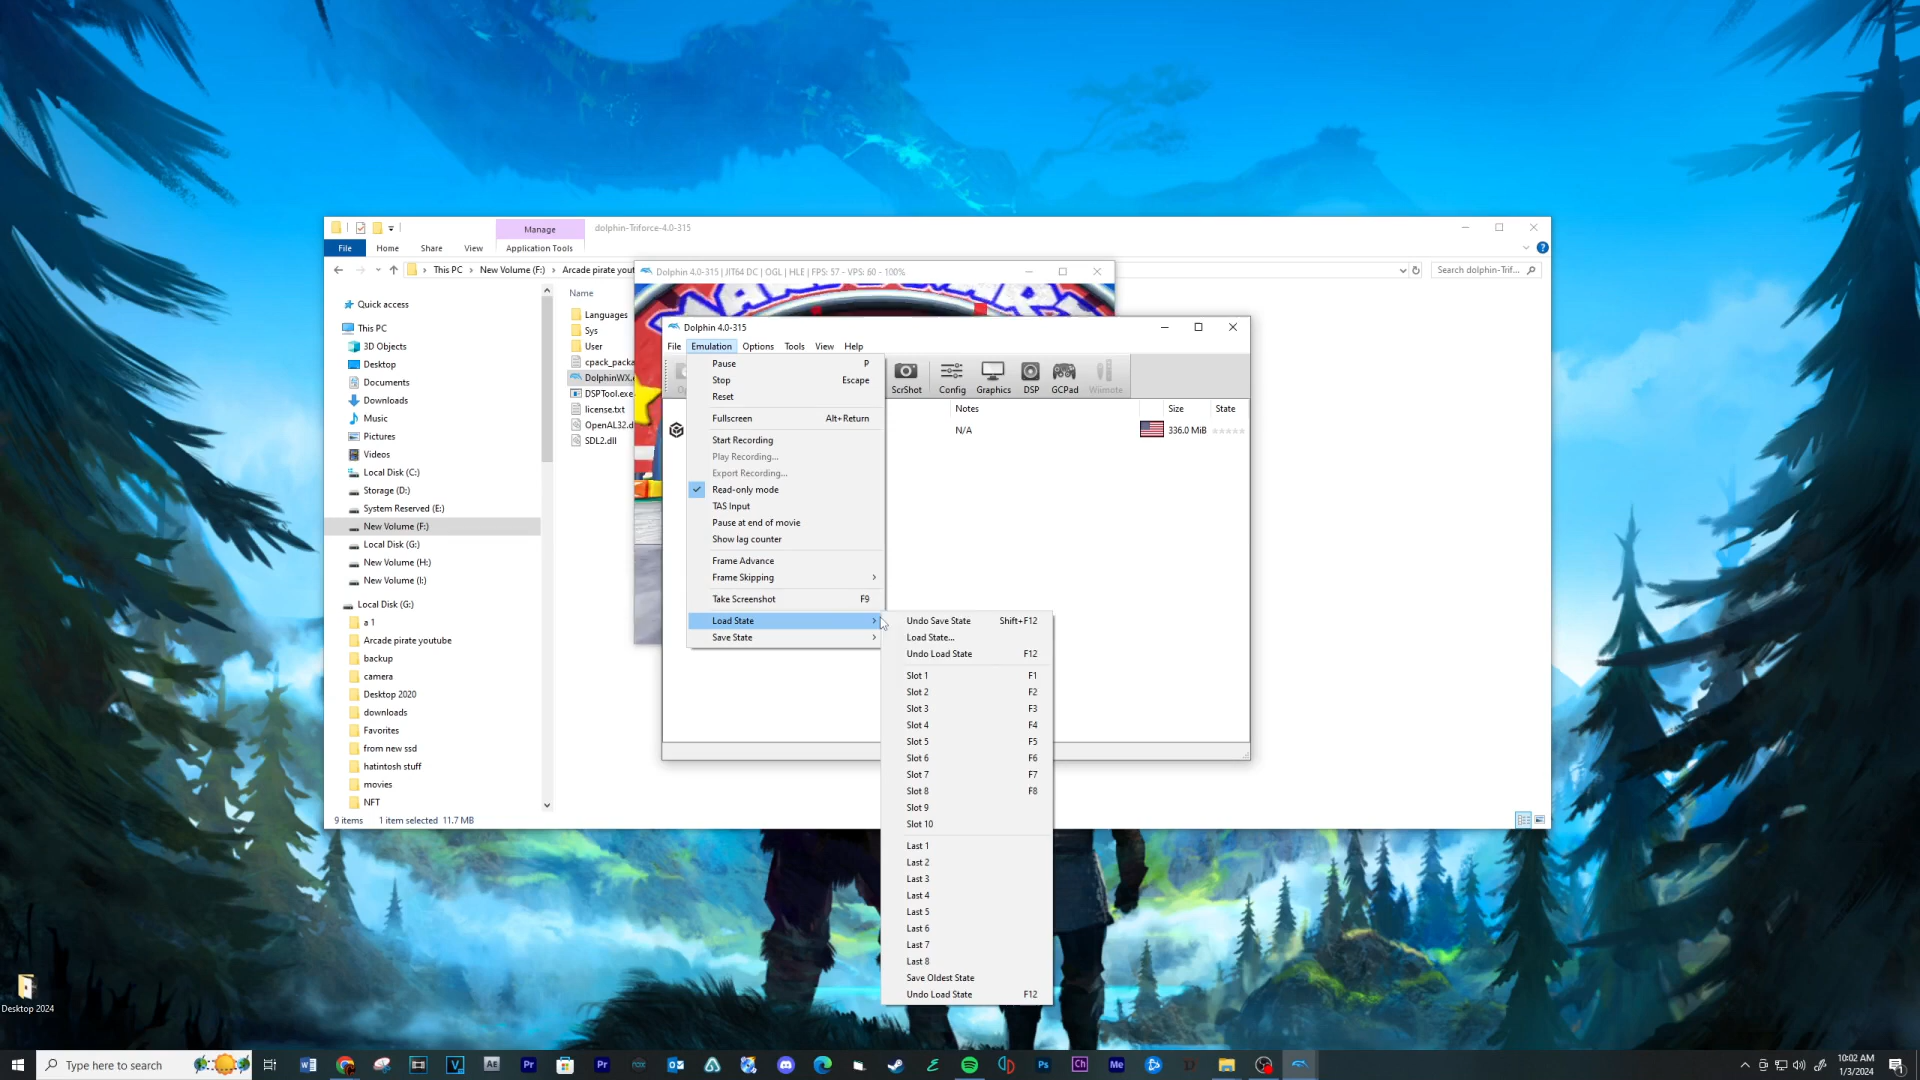 Manage
dolphin-Triforce-4.0-315
File
Home
Share
View
Application Tools
This PC
New Volume (F:)
Arcade pirate yout
Search dolphin-Trif...
Name
Quick access
This PC
3D Objects
Desktop
Documents
Downloads
Music
Pictures
Videos
Local Disk (C:)
Storage (D:)
System Reserved (E:)
New Volume (F:)
Local Disk (G:)
New Volume (H:)
New Volume (I:)
Local Disk (G:)
a 1
Arcade pirate youtube
backup
camera
Desktop 2020
downloads
Favorites
from new ssd
hatintosh stuff
movies
NFT
Languages
Sys
User
cpack_packa
DolphinWX.e
DSPTool.exe
license.txt
OpenAL32.d
SDL2.dll
9 items
1 item selected 11.7 MB
Dolphin 4.0-315 | JIT64 DC | OGL | HLE | FPS: 57 - VPS: 60 - 100%
Dolphin 4.0-315
File
Emulation
Options
Tools
View
Help
ScrShot
Config
Graphics
DSP
GCPad
Wiimote
Notes
Size
State
N/A
336.0 MiB
Pause P
Stop Escape
Reset
Fullscreen Alt+Return
Start Recording
Play Recording...
Export Recording...
Read-only mode
TAS Input
Pause at end of movie
Show lag counter
Frame Advance
Frame Skipping
Take Screenshot F9
Load State
Save State
Undo Save State Shift+F12
Load State...
Undo Load State F12
Slot 1 F1
Slot 2 F2
Slot 3 F3
Slot 4 F4
Slot 5 F5
Slot 6 F6
Slot 7 F7
Slot 8 F8
Slot 9
Slot 10
Last 1
Last 2
Last 3
Last 4
Last 5
Last 6
Last 7
Last 8
Save Oldest State
Undo Load State F12
Desktop 2024
Type here to search
10:02 AM
1/3/2024